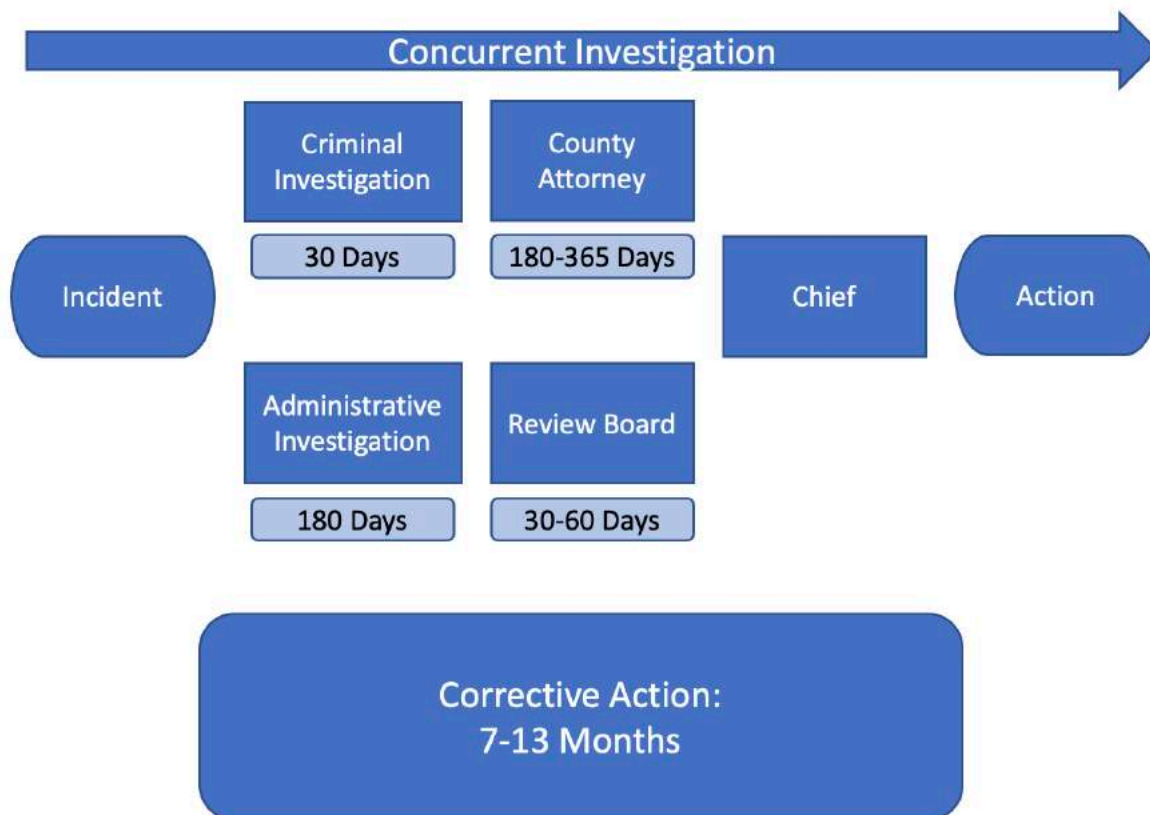 Concurrent Investigation
Criminal
Investigation
County
Attorney
30 Days
180-365 Days
Incident
Chief
Action
Administrative
Investigation
Review Board
180 Days
30-60 Days
Corrective Action:
7-13 Months